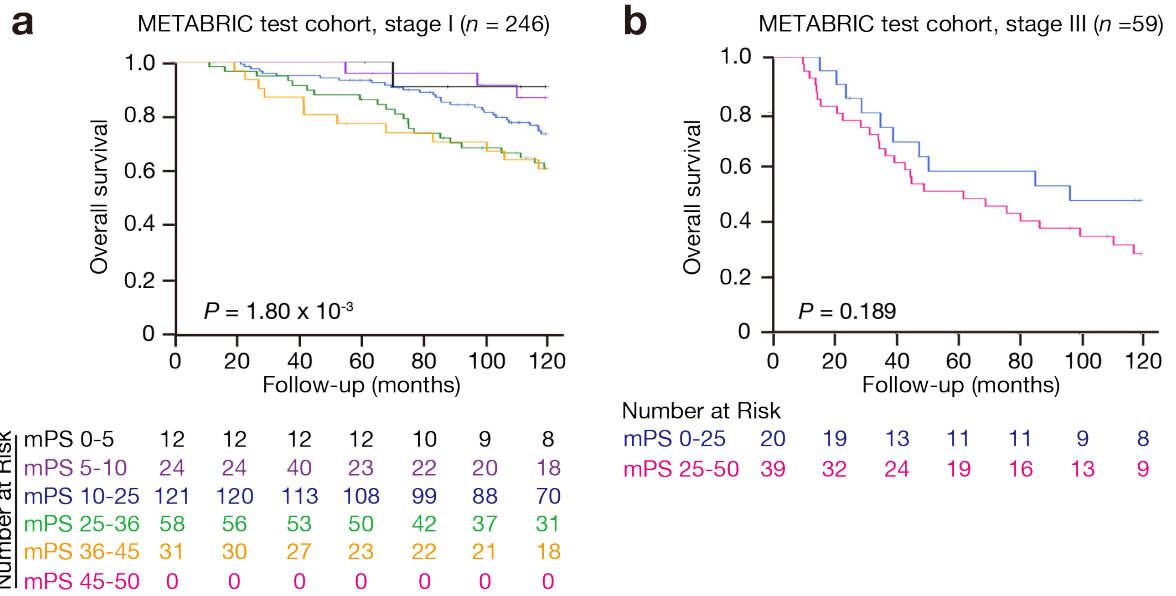 a
METABRIC test cohort, stage I (n = 246)
1.0
0.8
0.6
0.4
0.2
0
Overall survival
P = 1.80 x 10-3
0 20 40 60 80 100 120
Follow-up (months)
Number at Risk
mPS 0-5 12 12 12 12 10 9 8
mPS 5-10 24 24 40 23 22 20 18
mPS 10-25 121 120 113 108 99 88 70
mPS 25-36 58 56 53 50 42 37 31
mPS 36-45 31 30 27 23 22 21 18
mPS 45-50 0 0 0 0 0 0 0
b
METABRIC test cohort, stage III (n =59)
1.0
0.8
0.6
0.4
0.2
0
Overall survival
P = 0.189
0 20 40 60 80 100 120
Follow-up (months)
Number at Risk
mPS 0-25 20 19 13 11 11 9 8
mPS 25-50 39 32 24 19 16 13 9